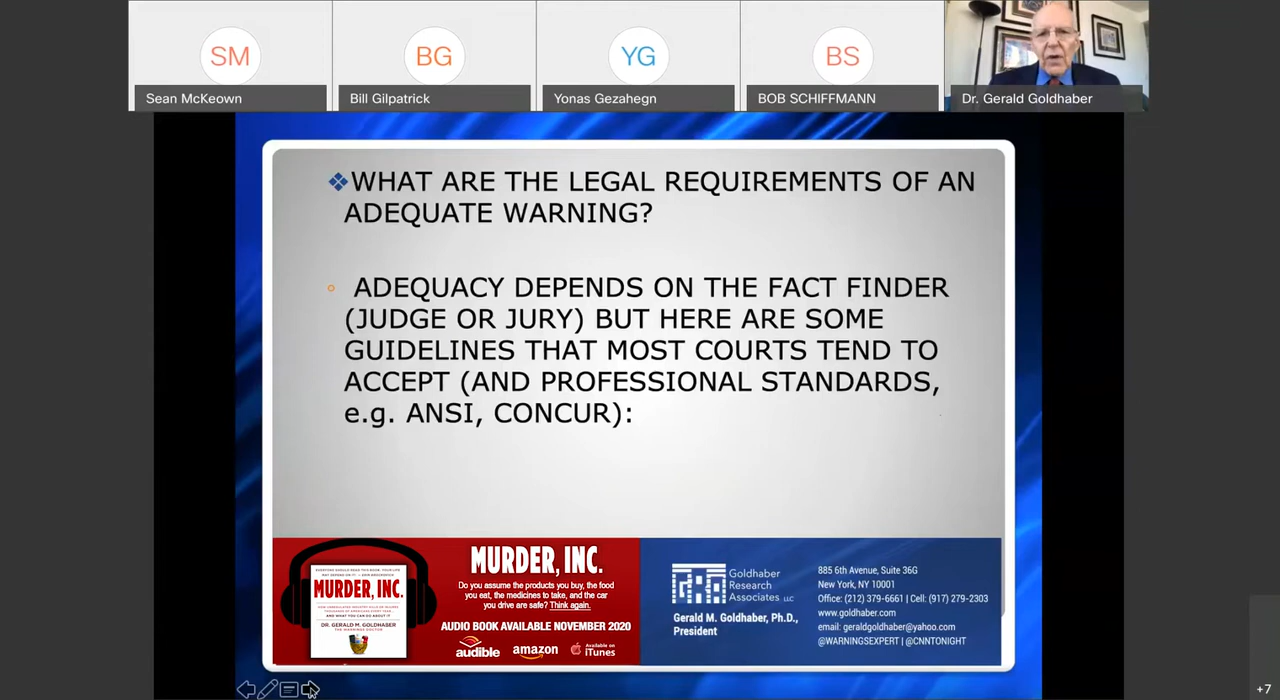 SM
BG
YG
BS
Sean McKeown
Bill Gilpatrick
Yonas Gezahegn
BOB SCHIFFMANN
Dr. Gerald Goldhaber
WHAT ARE THE LEGAL REQUIREMENTS OF AN
ADEQUATE WARNING?
ADEQUACY DEPENDS ON THE FACT FINDER
(JUDGE OR JURY) BUT HERE ARE SOME
GUIDELINES THAT MOST COURTS TEND TO
ACCEPT (AND PROFESSIONAL STANDARDS,
e.g. ANSI, CONCUR):
MURDER, INC.
DR. GERALD M. GOLDHABER
THE WARNINGS DOCTOR
MURDER, INC.
Do you assume the products you buy, the food
you eat, the medicines to take, and the car
you drive are safe? Think again.
AUDIO BOOK AVAILABLE NOVEMBER 2020
audible
amazon
Available on
iTunes
Goldhaber
Research
Associates LLC
Gerald M. Goldhaber, Ph.D.,
President
885 6th Avenue, Suite 36G
New York, NY 10001
Office: (212) 379-6661 | Cell: (917) 279-2303
www.goldhaber.com
email: geraldgoldhaber@yahoo.com
@WARNINGSEXPERT | @CNNTONIGHT
+7